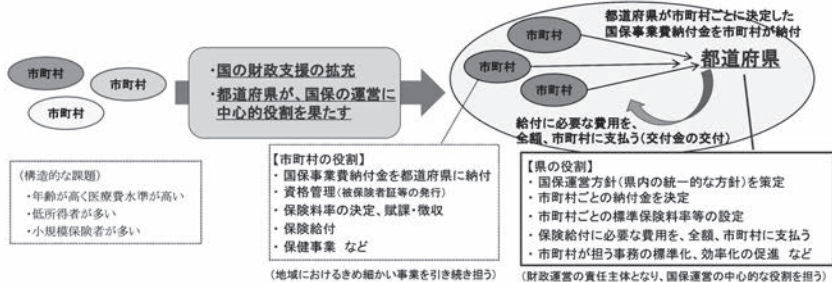 市町村
市町村
市町村
・国の財政支援の拡充
・都道府県が、国保の運営に
中心的役割を果たす
都道府県が市町村ごとに決定した
国保事業費納付金を市町村が納付
市町村
市町村
市町村
都道府県
給付に必要な費用を、
全額、市町村に支払う(交付金の交付)
(構造的な課題)
・年齢が高く医療費水準が高い
・低所得者が多い
・小規模保険者が多い
【市町村の役割】
・国保事業費納付金を都道府県に納付
・資格管理(被保険者証等の発行)
・保険料率の決定、賦課・徴収
・保険給付
・保健事業 など
(地域におけるきめ細かい事業を引き続き担う)
【県の役割】
・国保運営方針(県内の統一的な方針)を策定
・市町村ごとの納付金を決定
・市町村ごとの標準保険料率等の設定
・保険給付に必要な費用を、全額、市町村に支払う
・市町村が担う事務の標準化、効率化の促進 など
(財政運営の責任主体となり、国保運営の中心的な役割を担う)